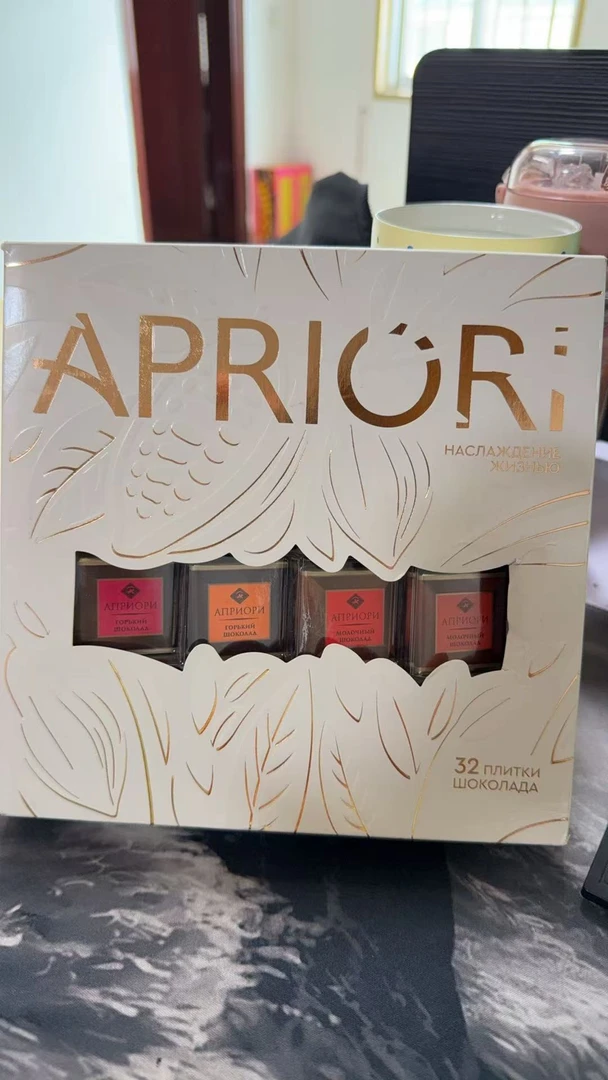 APRIORI
НАСЛАЖДЕНИЕ
ЖИЗНЬЮ
АПРИОРИ
ГОРЬКИЙ
ШОКОЛАД
АПРИОРИ
ГОРЬКИЙ
ШОКОЛАД
АПРИОРИ
МОЛОЧНЫЙ
ШОКОЛАД
АПРИОРИ
МОЛОЧНЫЙ
ШОКОЛАД
32 ПЛИТКИ
ШОКОЛАДА